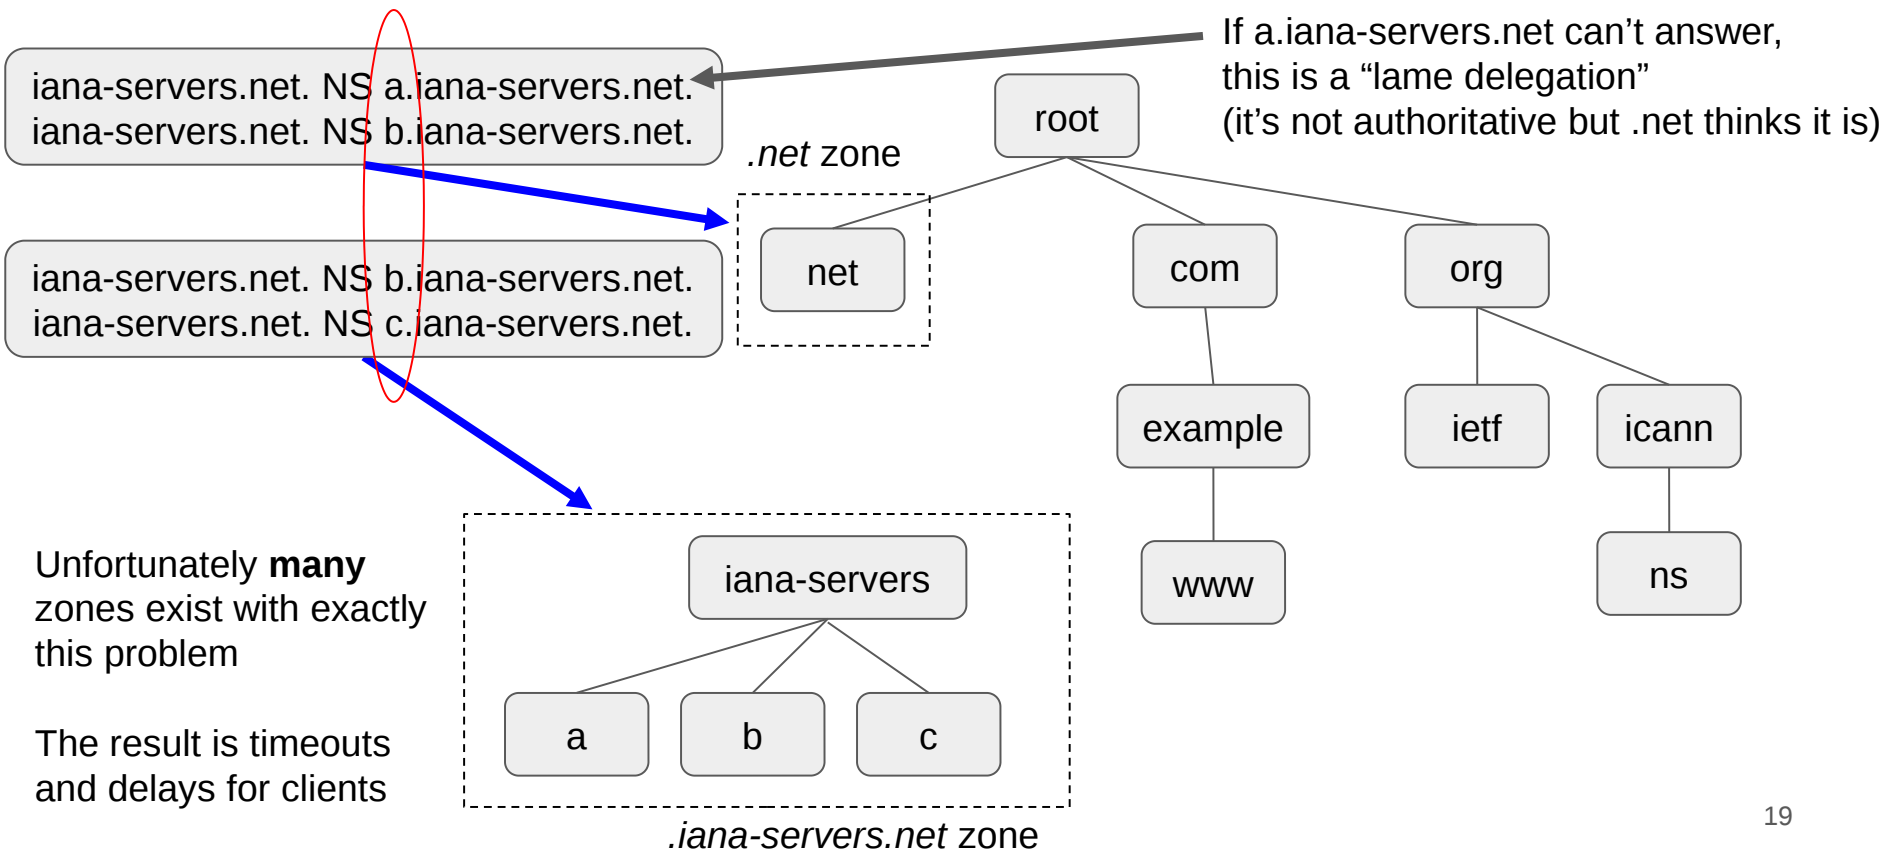 iana-servers.net. NS a.iana-servers.net.
iana-servers.net. NS b.iana-servers.net.
If a.iana-servers.net can’t answer,
this is a “lame delegation”
(it’s not authoritative but .net thinks it is)
root
.net zone
iana-servers.net. NS b.iana-servers.net.
iana-servers.net. NS c.iana-servers.net.
net
com
org
example
ietf
icann
www
ns
Unfortunately many
zones exist with exactly
this problem
The result is timeouts
and delays for clients
iana-servers
a
b
c
.iana-servers.net zone
19